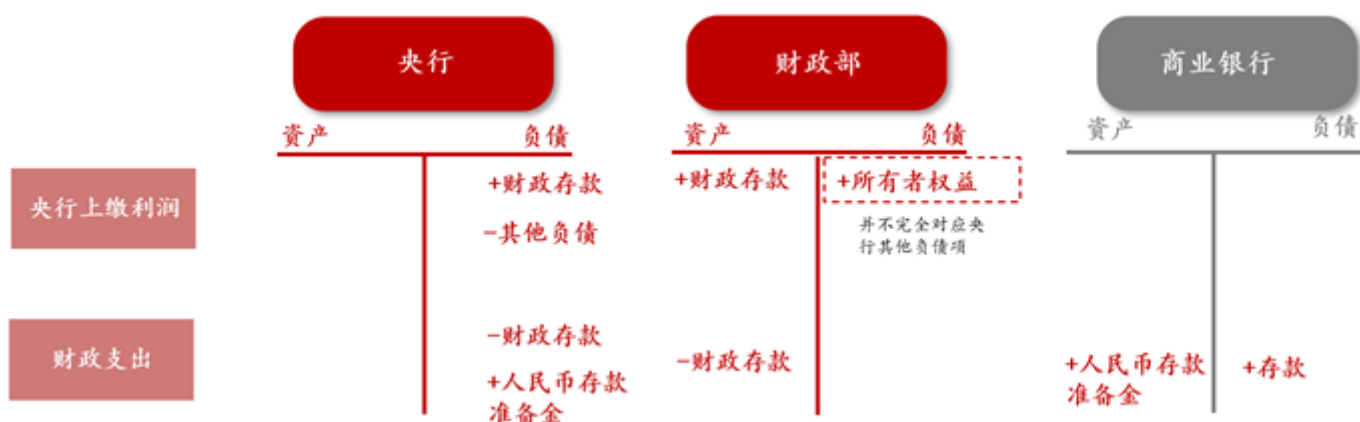 央行
财政部
商业银行
資产 负债
資产 负债
資产 负债
央行上缴利润
+财政存款
-其他负债
+财政存款
+所有者权益
并不完全对应央
行其他负债项
财政支出
-财政存款
+人民币存款
准备金
-财政存款
+人民币存款
准备金
+存款